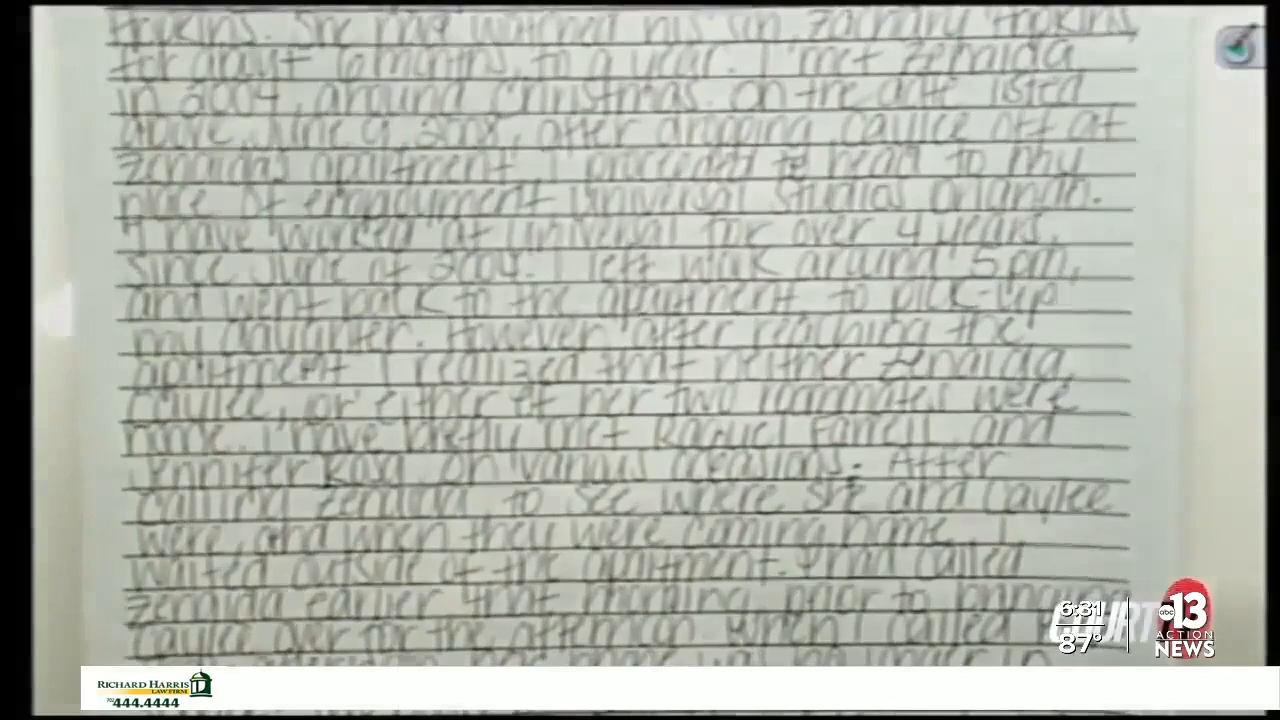 Hopkins. She has watched his son, Zachary Hopkins,
for about 6 months, to a year. I met Zenaida
in 2004, around Christmas. On the date listed
above, June 9, 2008, after dropping Caylee off at
Zenaida's apartment, I proceded to head to my
place of employment Universal Studios Orlando.
I have worked at Universal for over 4 years,
since June of 2004. I left work around 5pm,
and went back to the apartment to pick-up
my daughter. However, after reaching the
apartment, I realized that neither Zenaida,
Caylee, or either of her two roommates were
home. I have briefly met Raquel Farrell, and
Jennifer Rosa on various occasions. After
calling Zenaida to see where she and Caylee
were, and when they were coming home, I
waited outside of the apartment. I had called
Zenaida earlier that morning, prior to bringing
Caylee over for the afternoon. When I called
COURT
6:31
87°
abc 13
ACTION
NEWS
RICHARD HARRIS
LAW FIRM
702 444.4444